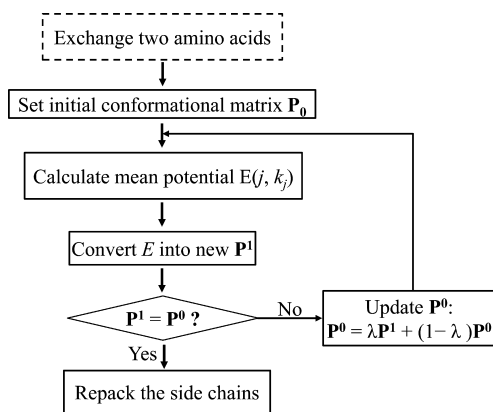 Exchange two amino acids
Set initial conformational matrix P₀
Calculate mean potential E(j, kⱼ)
Convert E into new P¹
P¹ = P⁰ ?
No
Update P⁰:
P⁰ = λP¹ + (1− λ )P⁰
Yes
Repack the side chains